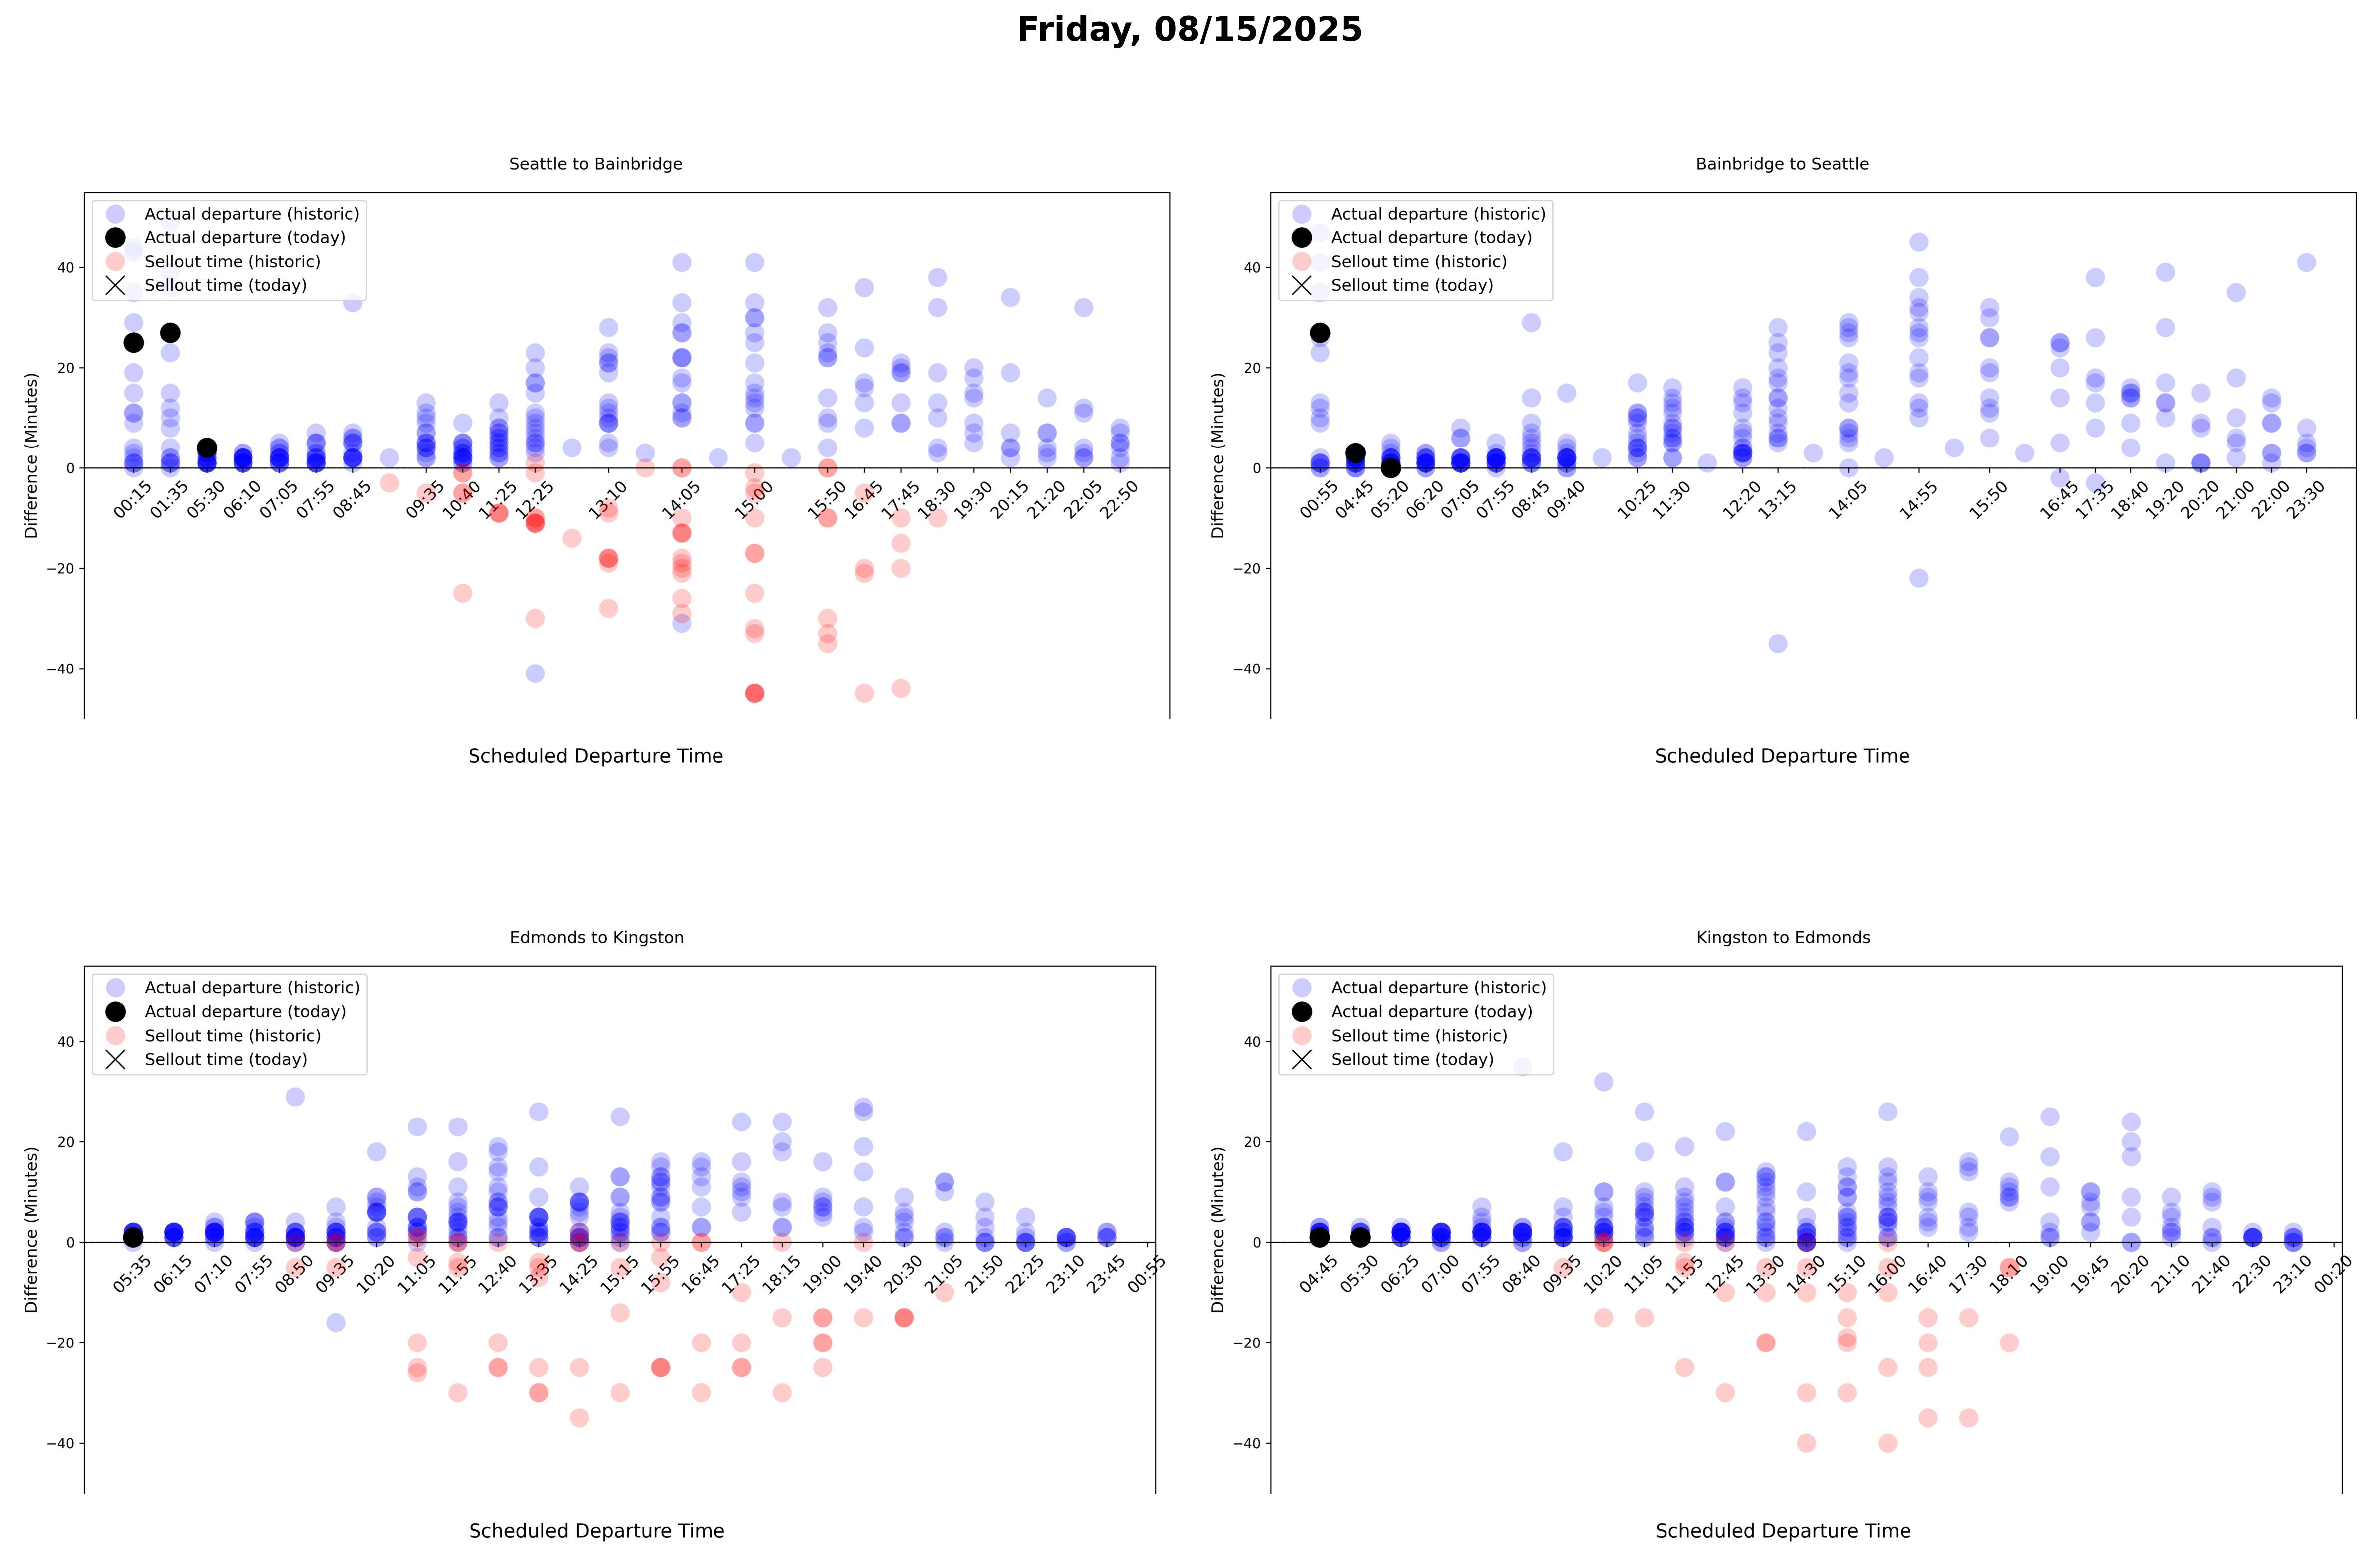 Friday, 08/15/2025
Seattle to Bainbridge
Actual departure (historic)
Actual departure (today)
Sellout time (historic)
Sellout time (today)
Difference (Minutes)
40
20
0
−20
−40
00:15 01:35 05:30 06:10 07:05 07:55 08:45 09:35 10:40 11:25 12:25 13:10 14:05 15:00 15:50 16:45 17:45 18:30 19:30 20:15 21:20 22:05 22:50
Scheduled Departure Time
Bainbridge to Seattle
Actual departure (historic)
Actual departure (today)
Sellout time (historic)
Sellout time (today)
Difference (Minutes)
40
20
0
−20
−40
00:55 04:45 05:20 06:20 07:05 07:55 08:45 09:40 10:25 11:30 12:20 13:15 14:05 14:55 15:50 16:45 17:35 18:40 19:20 20:20 21:00 22:00 23:30
Scheduled Departure Time
Edmonds to Kingston
Actual departure (historic)
Actual departure (today)
Sellout time (historic)
Sellout time (today)
Difference (Minutes)
40
20
0
−20
−40
05:35 06:15 07:10 07:55 08:50 09:35 10:20 11:05 11:55 12:40 13:35 14:25 15:15 15:55 16:45 17:25 18:15 19:00 19:40 20:30 21:05 21:50 22:25 23:10 23:45 00:55
Scheduled Departure Time
Kingston to Edmonds
Actual departure (historic)
Actual departure (today)
Sellout time (historic)
Sellout time (today)
Difference (Minutes)
40
20
0
−20
−40
04:45 05:30 06:25 07:00 07:55 08:40 09:35 10:20 11:05 11:55 12:45 13:30 14:30 15:10 16:00 16:40 17:30 18:10 19:00 19:45 20:20 21:10 21:40 22:30 23:10 00:20
Scheduled Departure Time